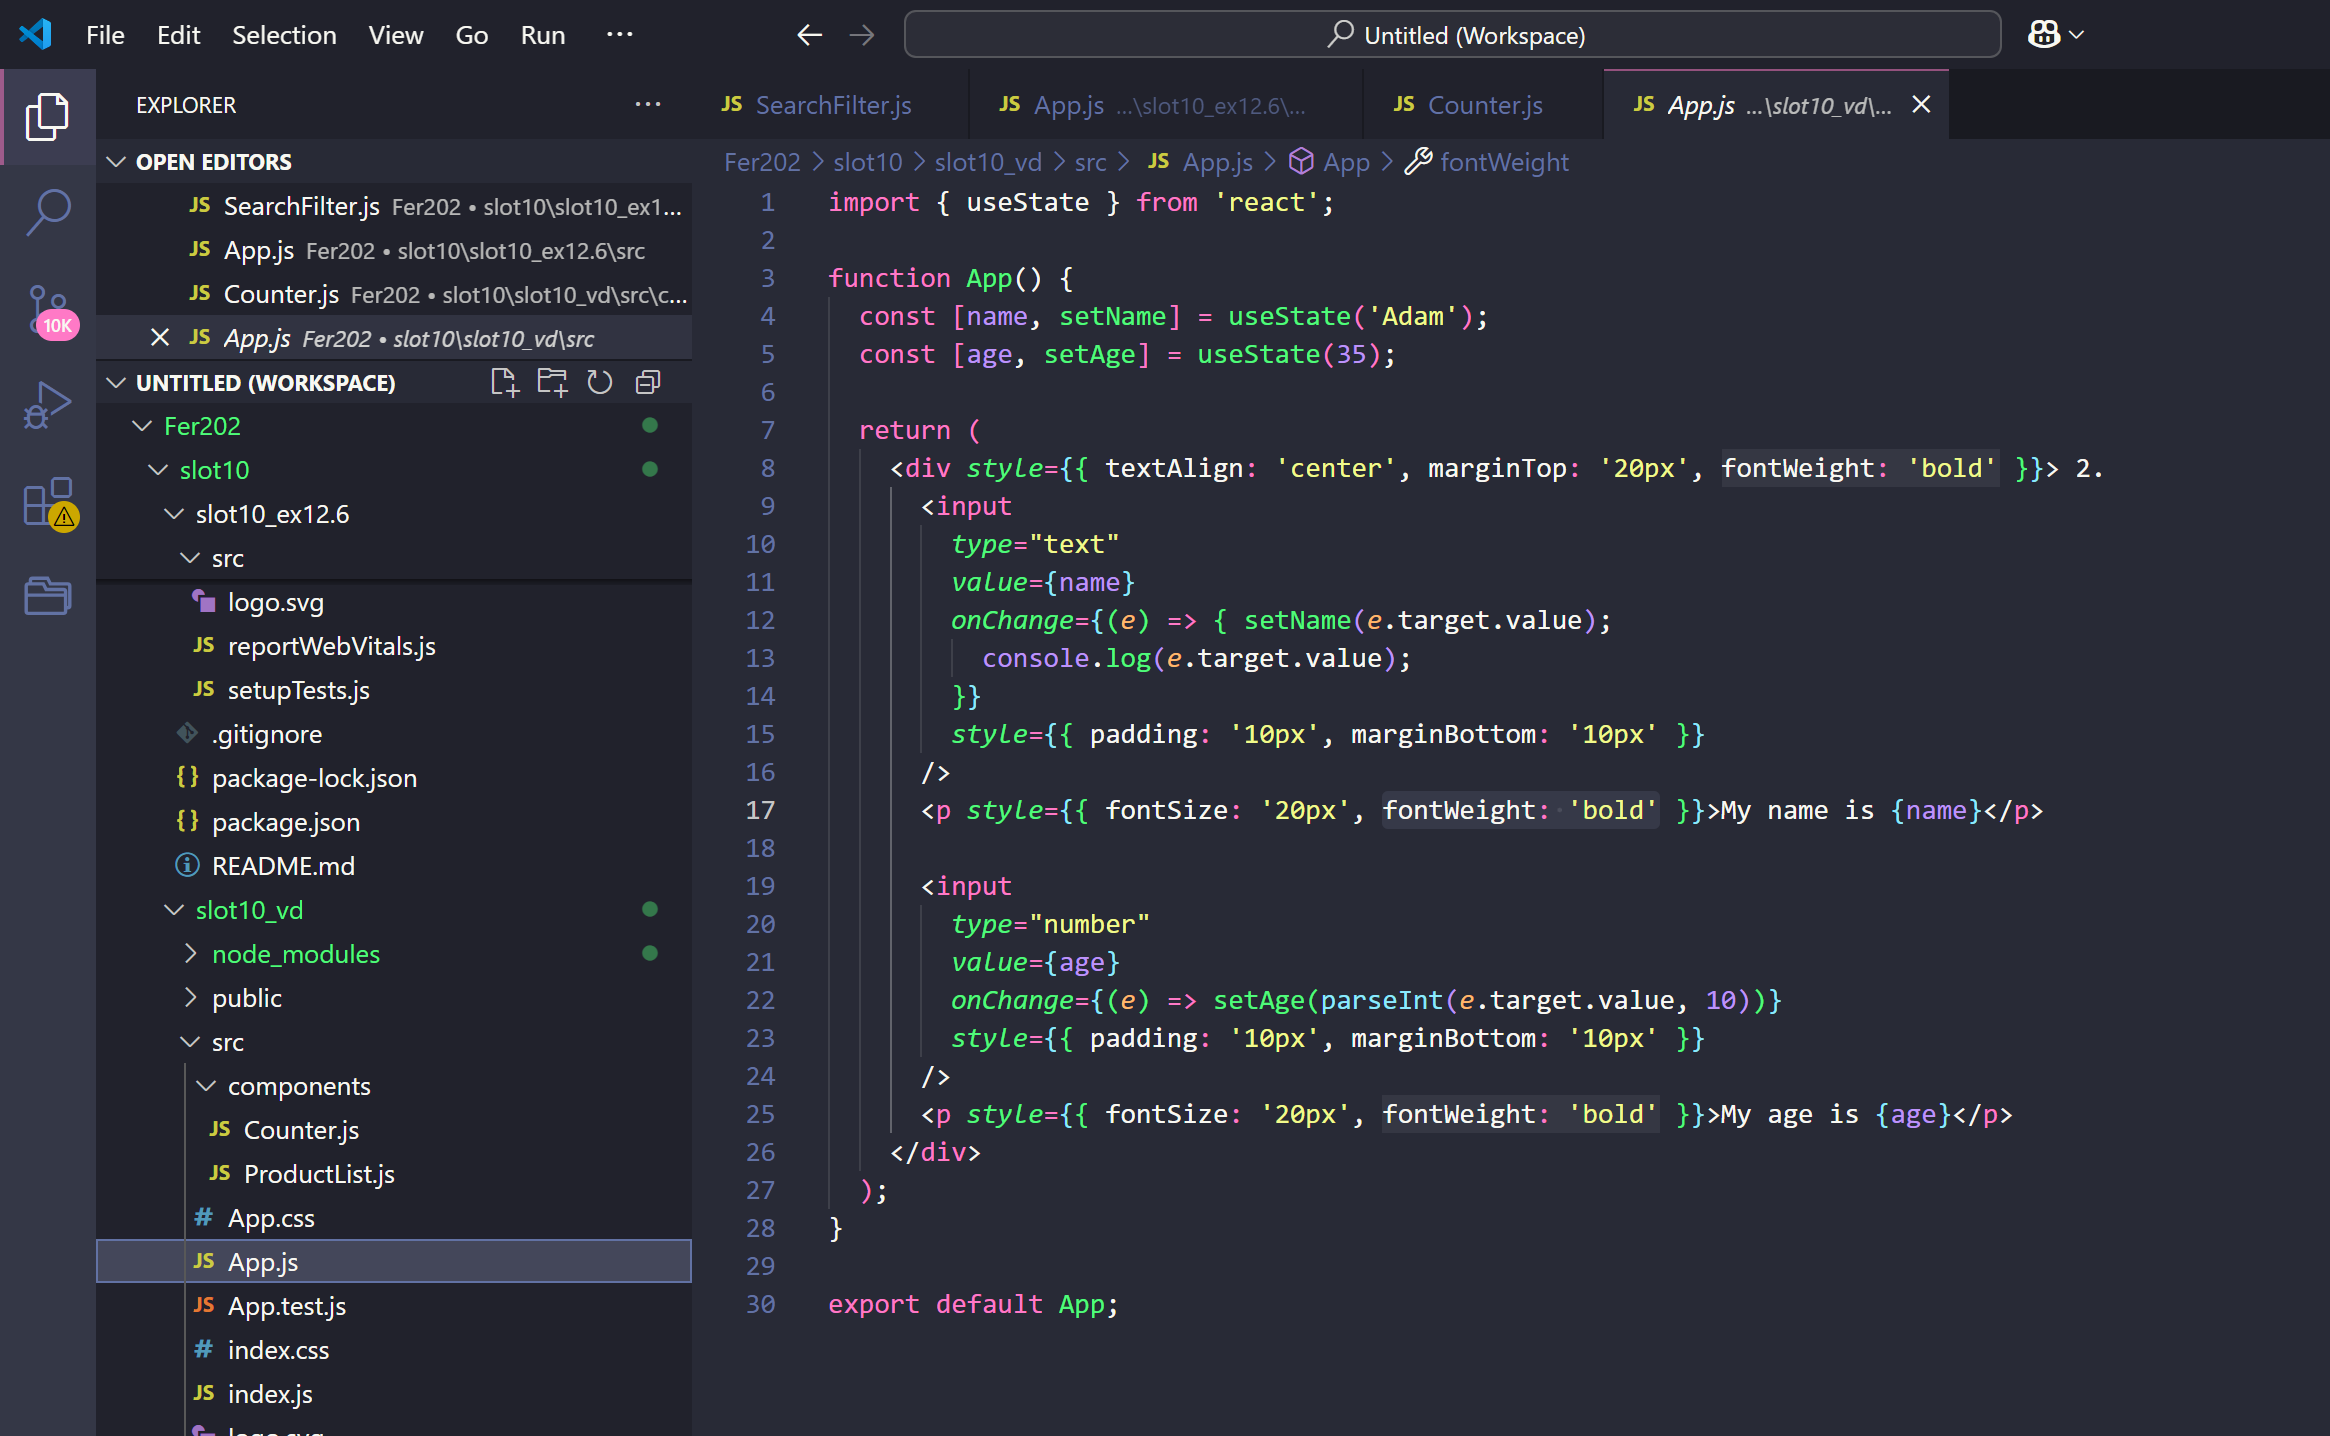 File Edit Selection View Go Run ···
Untitled (Workspace)
EXPLORER ···
OPEN EDITORS
JS SearchFilter.js Fer202 • slot10\slot10_ex1...
JS App.js Fer202 • slot10\slot10_ex12.6\src
JS Counter.js Fer202 • slot10\slot10_vd\src\c...
JS App.js Fer202 • slot10\slot10_vd\src
UNTITLED (WORKSPACE)
Fer202
slot10
slot10_ex12.6
src
logo.svg
JS reportWebVitals.js
JS setupTests.js
.gitignore
{} package-lock.json
{} package.json
README.md
slot10_vd
node_modules
public
src
components
JS Counter.js
JS ProductList.js
# App.css
JS App.js
JS App.test.js
# index.css
JS index.js
logo.svg
10K
JS SearchFilter.js JS App.js ...\slot10_ex12.6\... JS Counter.js JS App.js ...\slot10_vd\...
Fer202 > slot10 > slot10_vd > src > JS App.js > App > fontWeight
1 import { useState } from 'react';
2
3 function App() {
4 const [name, setName] = useState('Adam');
5 const [age, setAge] = useState(35);
6
7 return (
8 <div style={{ textAlign: 'center', marginTop: '20px', fontWeight: 'bold' }}> 2.
9 <input
10 type="text"
11 value={name}
12 onChange={(e) => { setName(e.target.value);
13 console.log(e.target.value);
14 }}
15 style={{ padding: '10px', marginBottom: '10px' }}
16 />
17 <p style={{ fontSize: '20px', fontWeight: 'bold' }}>My name is {name}</p>
18
19 <input
20 type="number"
21 value={age}
22 onChange={(e) => setAge(parseInt(e.target.value, 10))}
23 style={{ padding: '10px', marginBottom: '10px' }}
24 />
25 <p style={{ fontSize: '20px', fontWeight: 'bold' }}>My age is {age}</p>
26 </div>
27 );
28 }
29
30 export default App;